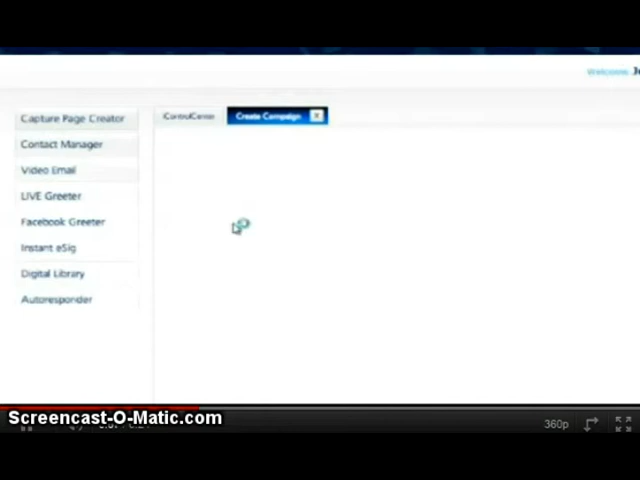 Welcome,
Capture Page Creator
ControlCenter
Create Campaign
x
Contact Manager
Video Email
LIVE Greeter
Facebook Greeter
Instant eSig
Digital Library
Autoresponder
Screencast-O-Matic.com
360p